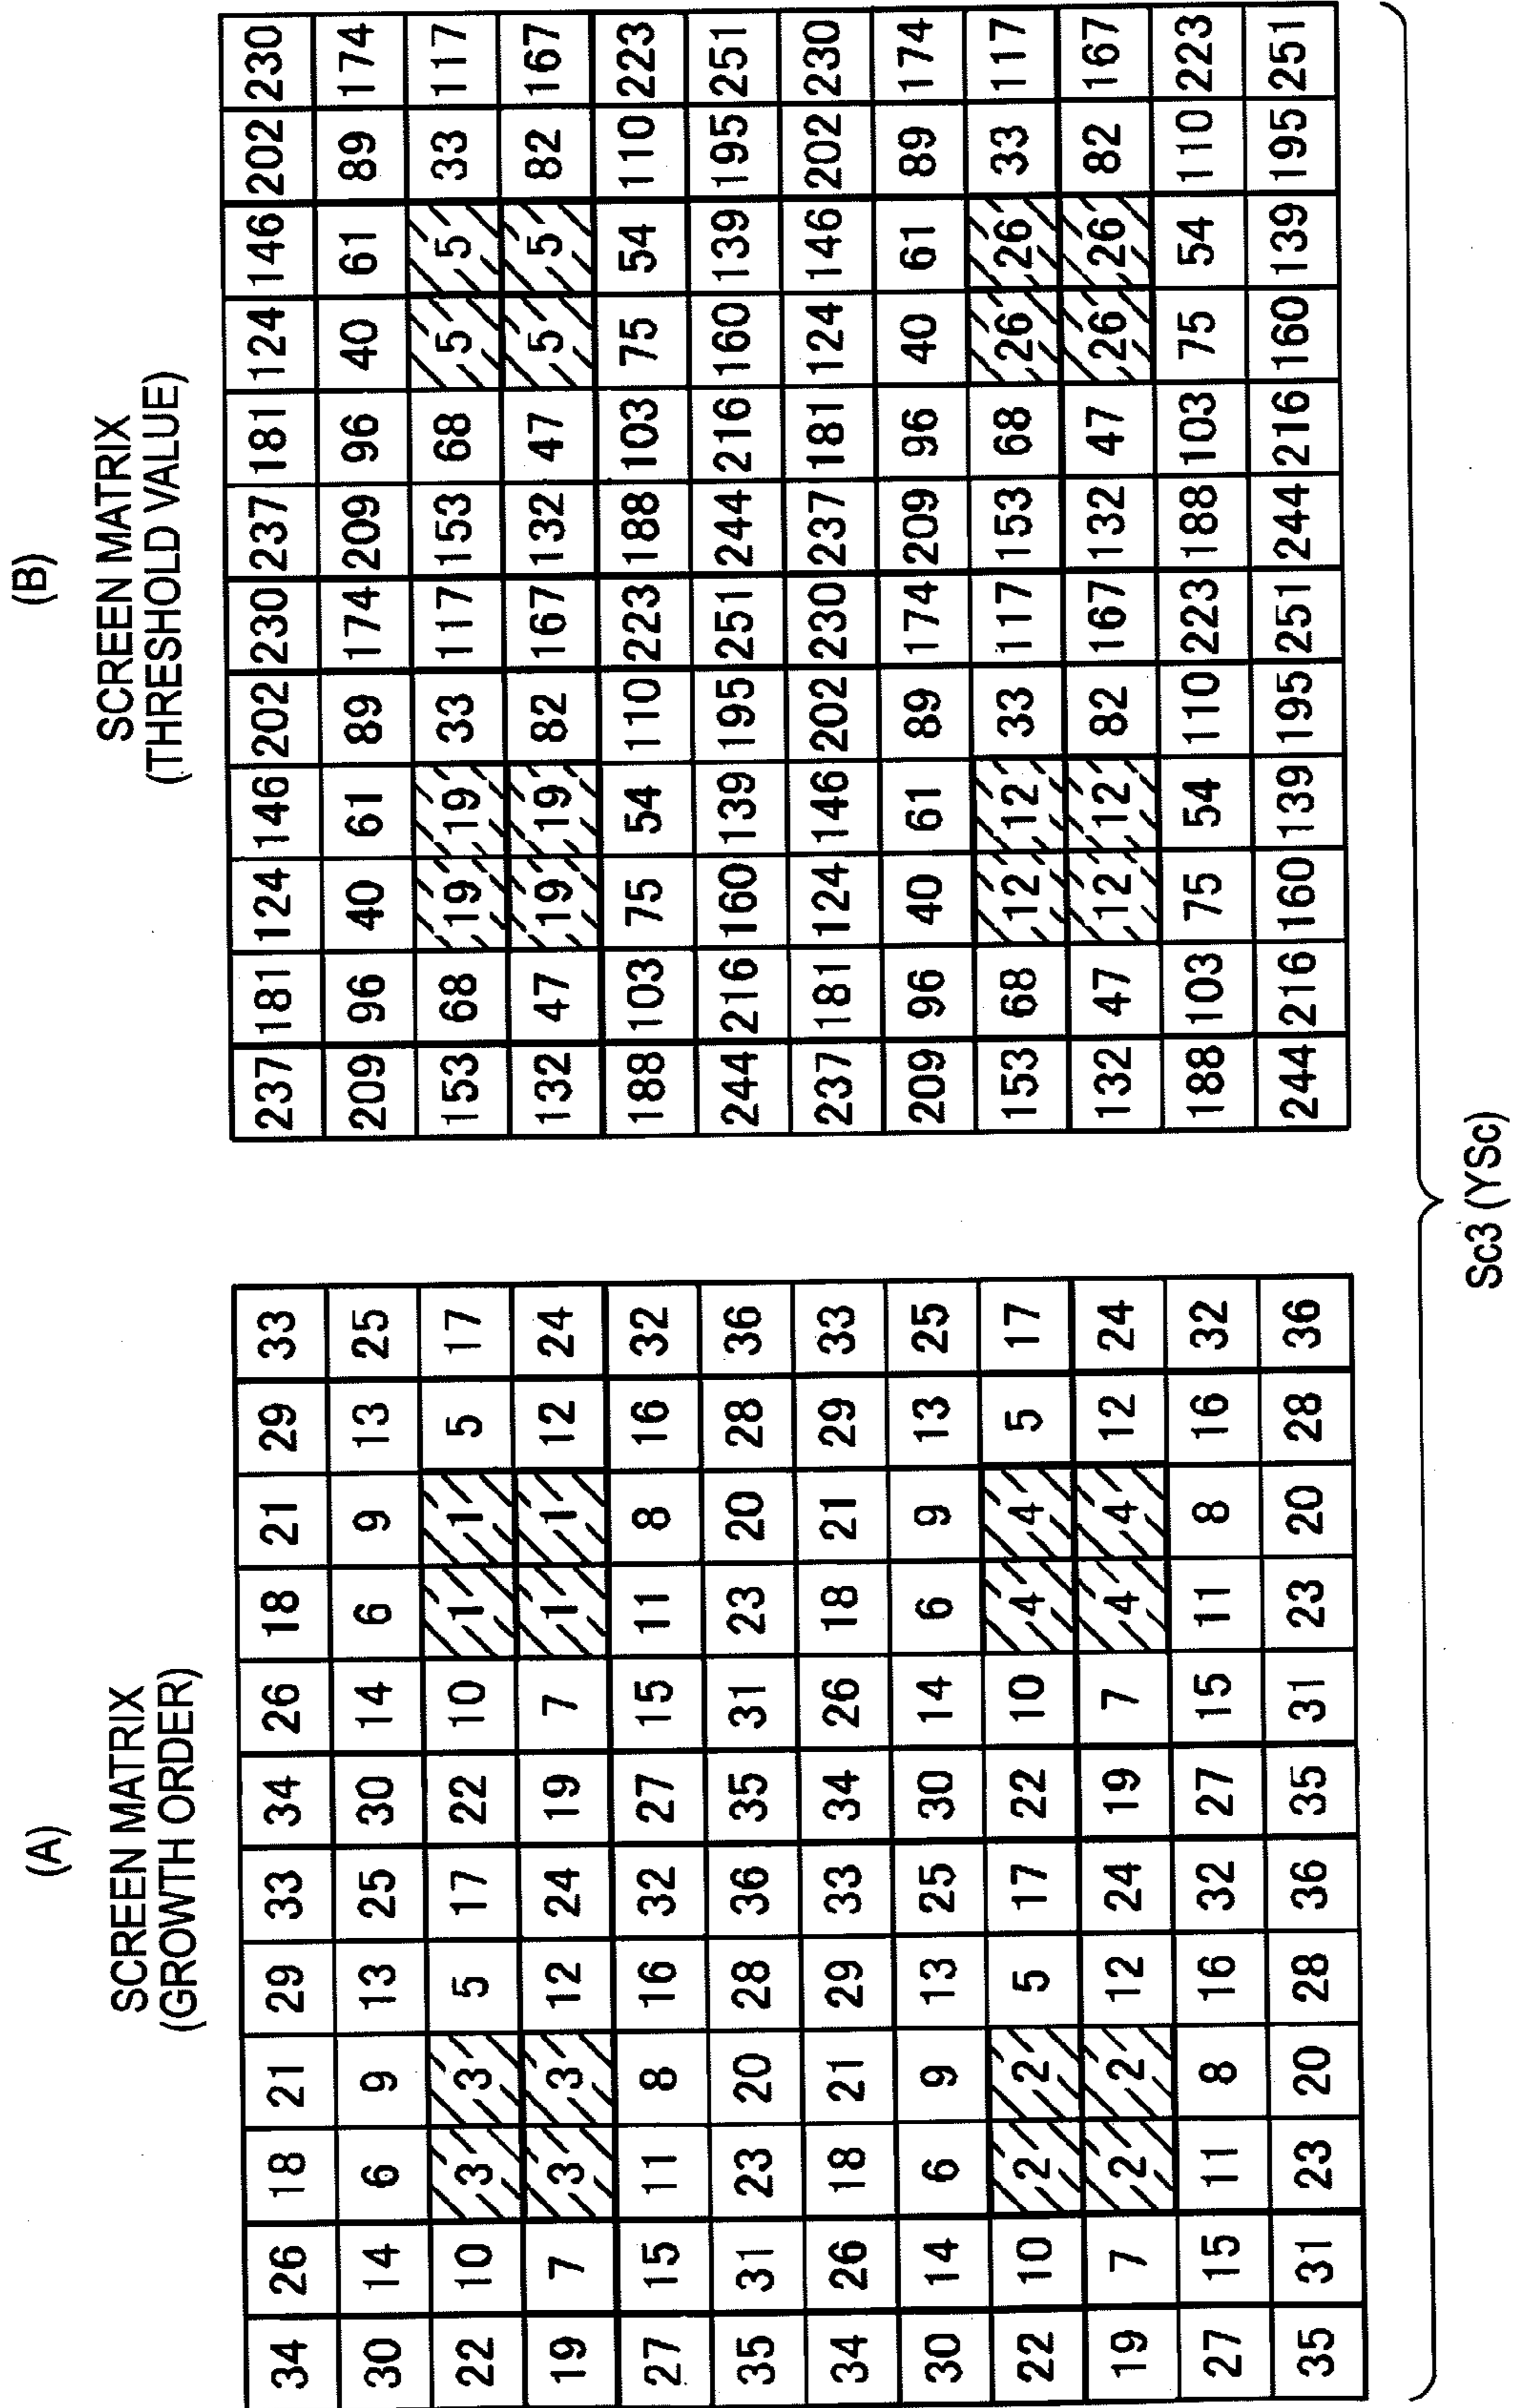 (A)
SCREEN MATRIX
(GROWTH ORDER)
34 26 18 21 29 33 34 26 18 21 29 33
30 14 6 9 13 25 30 14 6 9 13 25
22 10 3 3 5 17 22 10 1 1 5 17
19 7 3 3 12 24 19 7 1 1 12 24
27 15 11 8 16 32 27 15 11 8 16 32
35 31 23 20 28 36 35 31 23 20 28 36
34 26 18 21 29 33 34 26 18 21 29 33
30 14 6 9 13 25 30 14 6 9 13 25
22 10 2 2 5 17 22 10 4 4 5 17
19 7 2 2 12 24 19 7 4 4 12 24
27 15 11 8 16 32 27 15 11 8 16 32
35 31 23 20 28 36 35 31 23 20 28 36
(B)
SCREEN MATRIX
(THRESHOLD VALUE)
237 181 124 146 202 230 237 181 124 146 202 230
209 96 40 61 89 174 209 96 40 61 89 174
153 68 19 19 33 117 153 68 5 5 33 117
132 47 19 19 82 167 132 47 5 5 82 167
188 103 75 54 110 223 188 103 75 54 110 223
244 216 160 139 195 251 244 216 160 139 195 251
237 181 124 146 202 230 237 181 124 146 202 230
209 96 40 61 89 174 209 96 40 61 89 174
153 68 12 12 33 117 153 68 26 26 33 117
132 47 12 12 82 167 132 47 26 26 82 167
188 103 75 54 110 223 188 103 75 54 110 223
244 216 160 139 195 251 244 216 160 139 195 251
Sc3 (YSc)